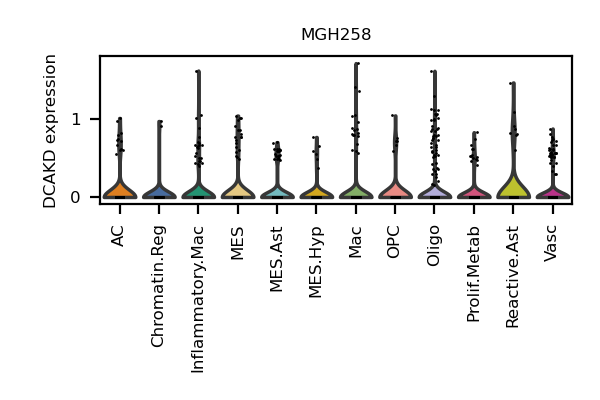 MGH258
DCAKD expression
1
0
AC
Chromatin.Reg
Inflammatory.Mac
MES
MES.Ast
MES.Hyp
Mac
OPC
Oligo
Prolif.Metab
Reactive.Ast
Vasc